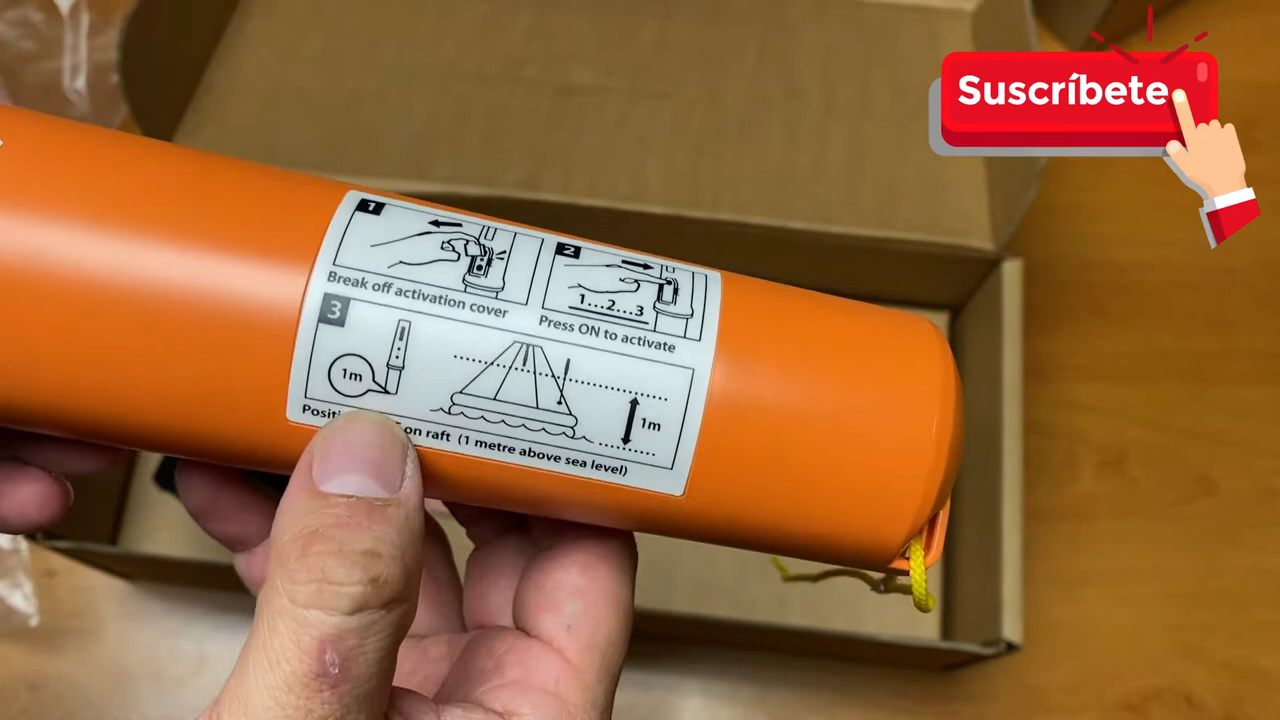 Suscríbete
1
2
1...2...3
Break off activation cover
Press ON to activate
3
1m
1m
on raft (1 metre above sea level)